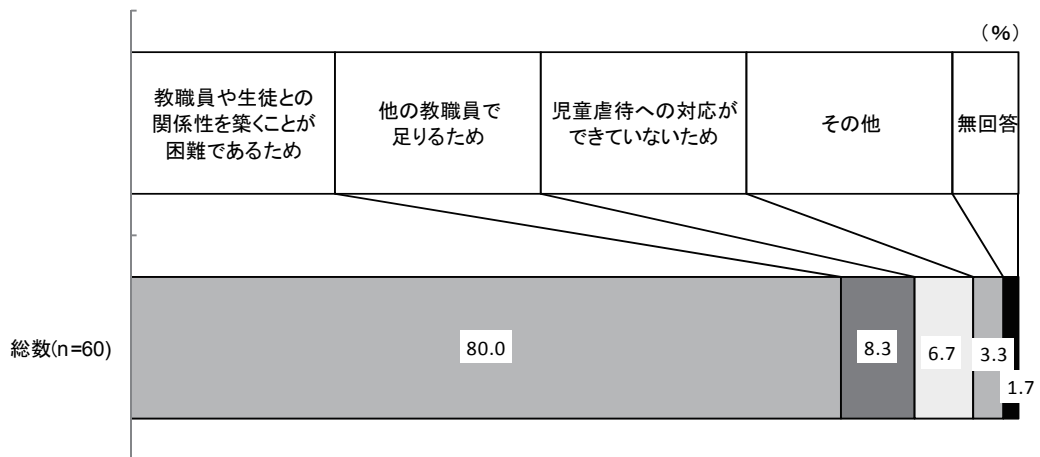 （%）
教職員や生徒との
関係性を築くことが
困難であるため
他の教職員で
足りるため
児童虐待への対応が
できていないため
その他
無回答
総数(n=60)
80.0
8.3
6.7
3.3
1.7